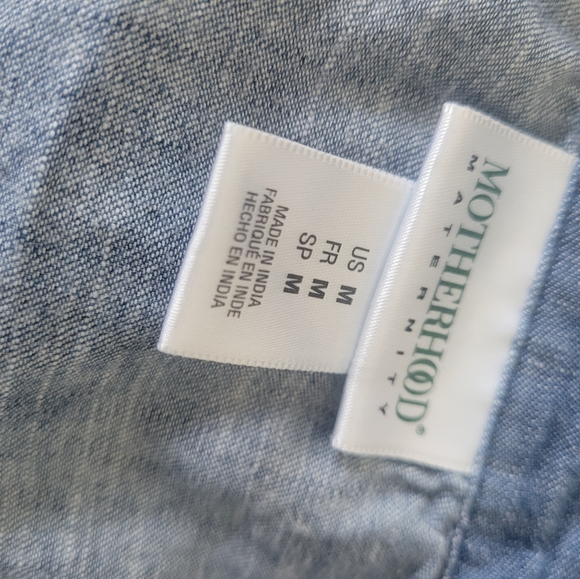 MOTHERHOOD®
MATERNITY
US M
FR M
SP M
MADE IN INDIA
FABRIQUÉ EN INDE
HECHO EN INDIA